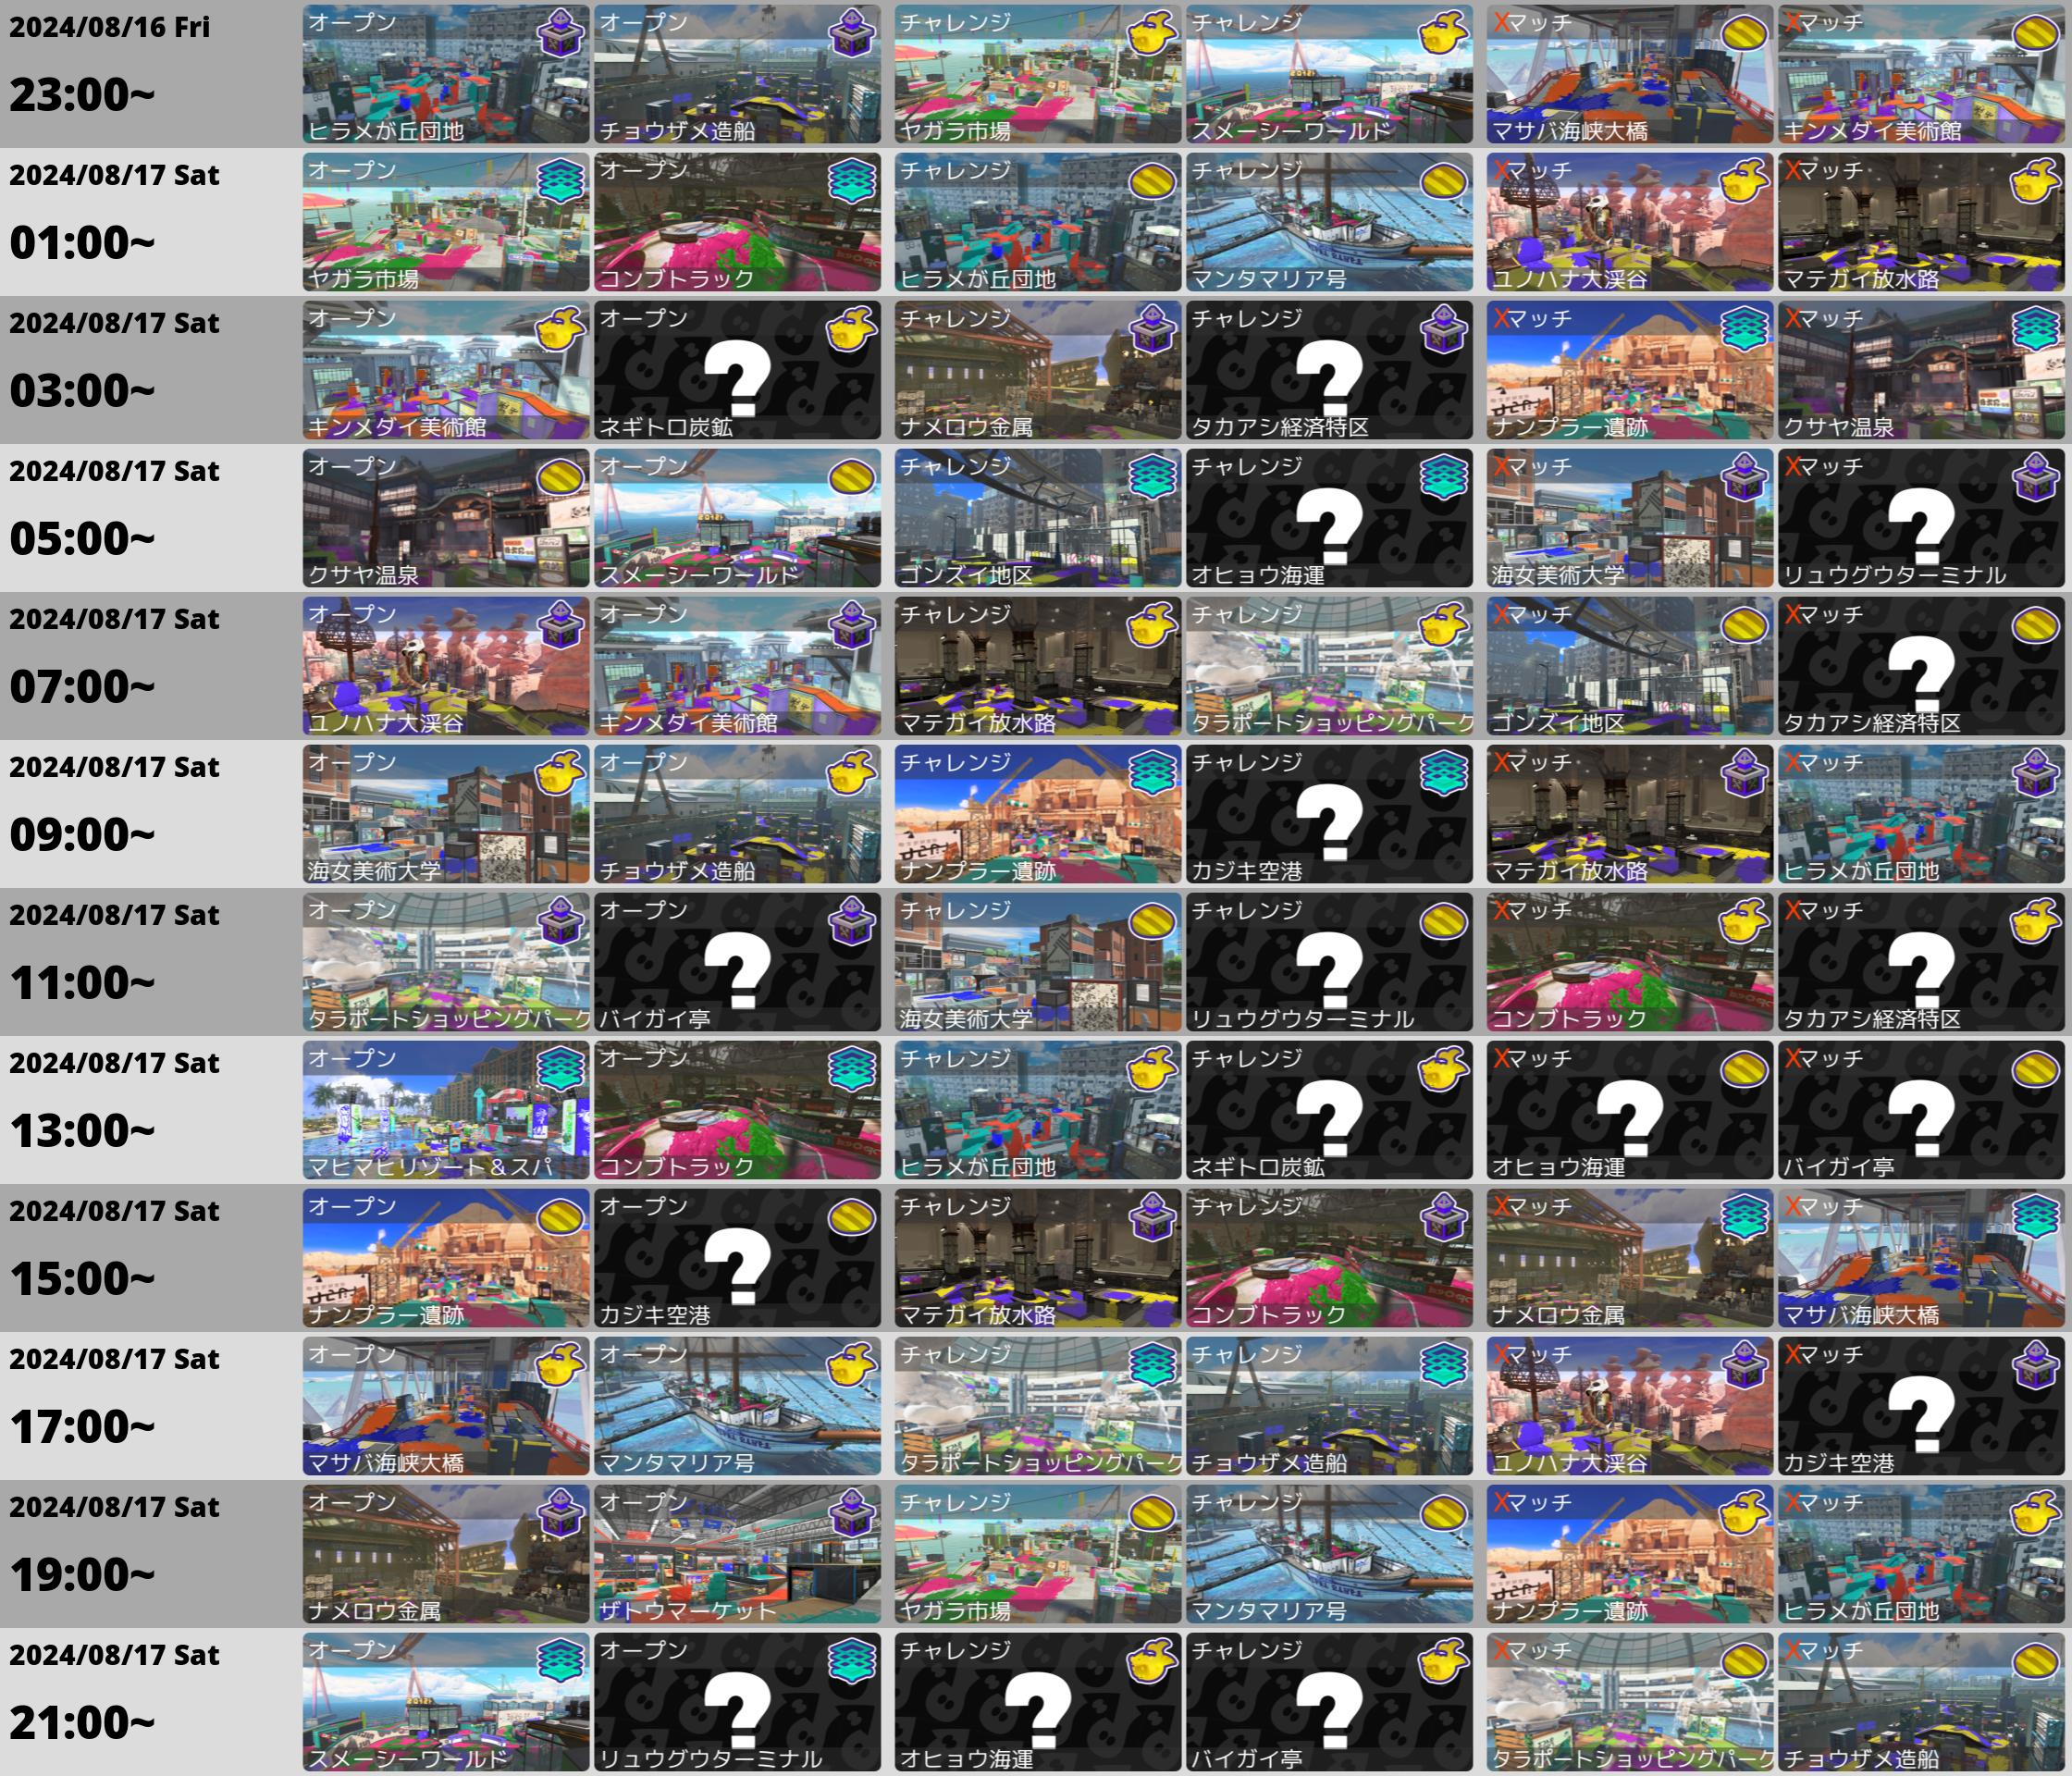 2024/08/16 Fri
23:00~
オープン
ヒラメが丘団地
オープン
チョウザメ造船
チャレンジ
ヤガラ市場
チャレンジ
スメーシーワールド
Xマッチ
マサバ海峡大橋
Xマッチ
キンメダイ美術館
2024/08/17 Sat
01:00~
オープン
ヤガラ市場
オープン
コンブトラック
チャレンジ
ヒラメが丘団地
チャレンジ
マンタマリア号
Xマッチ
ユノハナ大渓谷
Xマッチ
マテガイ放水路
2024/08/17 Sat
03:00~
オープン
キンメダイ美術館
オープン
?
ネギトロ炭鉱
チャレンジ
ナメロウ金属
チャレンジ
?
タカアシ経済特区
Xマッチ
ナンプラー遺跡
Xマッチ
クサヤ温泉
2024/08/17 Sat
05:00~
オープン
クサヤ温泉
オープン
スメーシーワールド
チャレンジ
ゴンズイ地区
チャレンジ
?
オヒョウ海運
Xマッチ
海女美術大学
Xマッチ
?
リュウグウターミナル
2024/08/17 Sat
07:00~
オープン
ユノハナ大渓谷
オープン
キンメダイ美術館
チャレンジ
マテガイ放水路
チャレンジ
タラポートショッピングパーク
Xマッチ
ゴンズイ地区
Xマッチ
?
タカアシ経済特区
2024/08/17 Sat
09:00~
オープン
海女美術大学
オープン
チョウザメ造船
チャレンジ
ナンプラー遺跡
チャレンジ
?
カジキ空港
Xマッチ
マテガイ放水路
Xマッチ
ヒラメが丘団地
2024/08/17 Sat
11:00~
オープン
タラポートショッピングパーク
オープン
?
バイガイ亭
チャレンジ
海女美術大学
チャレンジ
?
リュウグウターミナル
Xマッチ
コンブトラック
Xマッチ
?
タカアシ経済特区
2024/08/17 Sat
13:00~
オープン
マヒマヒリゾート&スパ
オープン
コンブトラック
チャレンジ
ヒラメが丘団地
チャレンジ
?
ネギトロ炭鉱
Xマッチ
?
オヒョウ海運
Xマッチ
?
バイガイ亭
2024/08/17 Sat
15:00~
オープン
ナンプラー遺跡
オープン
?
カジキ空港
チャレンジ
マテガイ放水路
チャレンジ
コンブトラック
Xマッチ
ナメロウ金属
Xマッチ
マサバ海峡大橋
2024/08/17 Sat
17:00~
オープン
マサバ海峡大橋
オープン
マンタマリア号
チャレンジ
タラポートショッピングパーク
チャレンジ
チョウザメ造船
Xマッチ
ユノハナ大渓谷
Xマッチ
?
カジキ空港
2024/08/17 Sat
19:00~
オープン
ナメロウ金属
オープン
ザトウマーケット
チャレンジ
ヤガラ市場
チャレンジ
マンタマリア号
Xマッチ
ナンプラー遺跡
Xマッチ
ヒラメが丘団地
2024/08/17 Sat
21:00~
オープン
スメーシーワールド
オープン
?
リュウグウターミナル
チャレンジ
?
オヒョウ海運
チャレンジ
?
バイガイ亭
Xマッチ
タラポートショッピングパーク
Xマッチ
チョウザメ造船